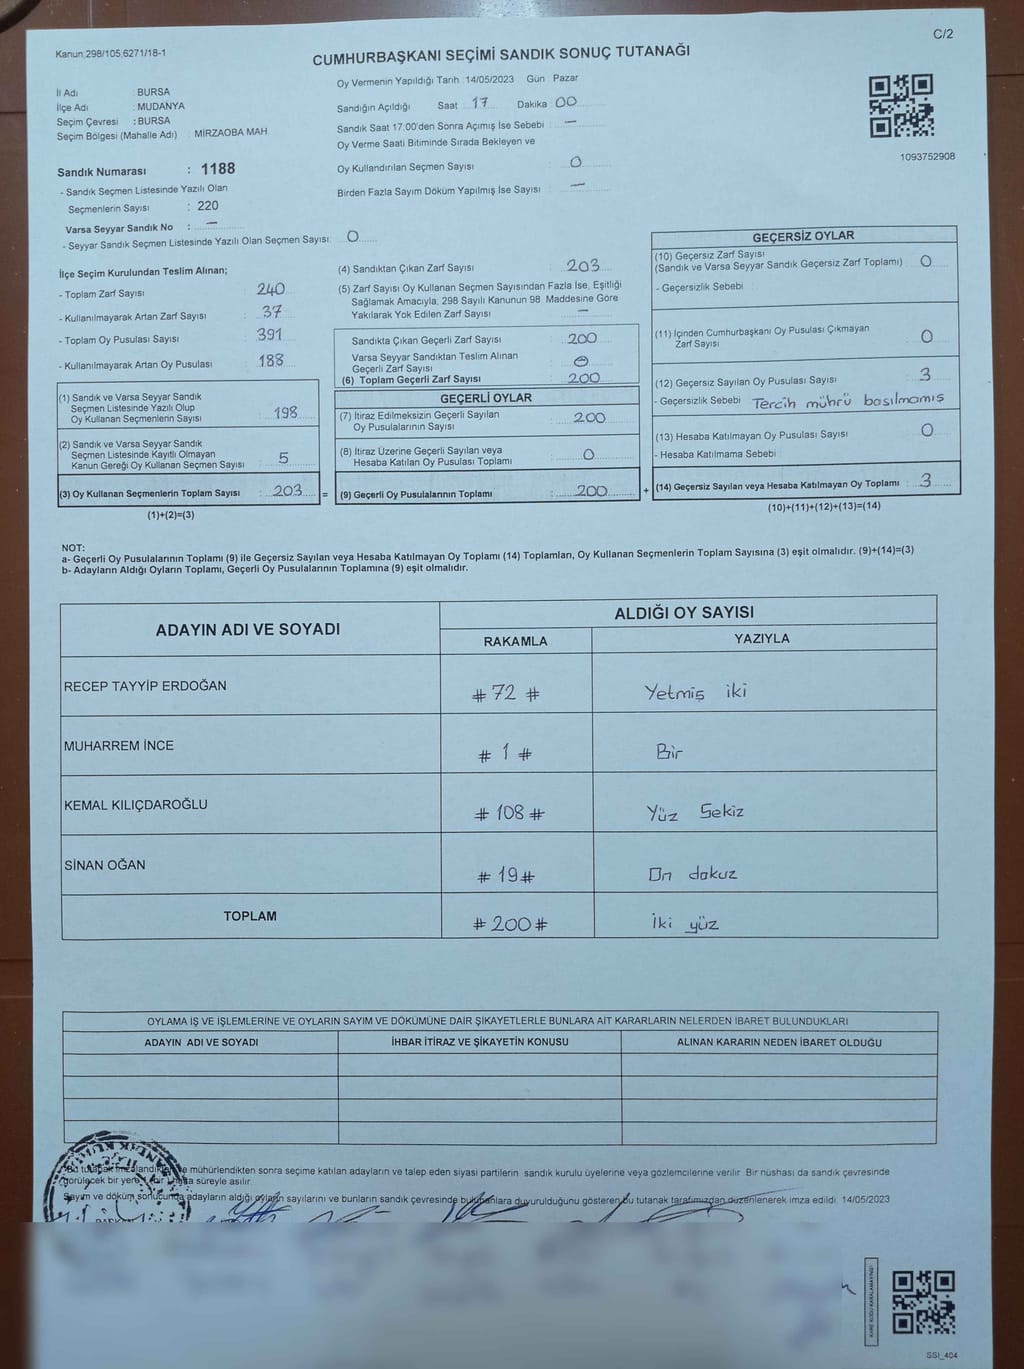 C/2
Kanun,298/105,6271/18-1
CUMHURBAŞKANI SEÇİMİ SANDIK SONUÇ TUTANAĞI
Oy Vermenin Yapıldığı Tarih 14/05/2023 Gün Pazar
İl Adı : BURSA
İlçe Adı : MUDANYA
Seçim Çevresi : BURSA
Seçim Bölgesi (Mahalle Adı) : MİRZAOBA MAH.
Sandığın Açıldığı Saat 17 Dakika 00
Sandık Saat 17:00'den Sonra Açımış İse Sebebi : —
Oy Verme Saati Bitiminde Sırada Bekleyen ve
Oy Kullandırılan Seçmen Sayısı : 0
Birden Fazla Sayım Döküm Yapılmış İse Sayısı : —
1093752908
Sandık Numarası : 1188
- Sandık Seçmen Listesinde Yazılı Olan
Seçmenlerin Sayısı : 220
Varsa Seyyar Sandık No : —
- Seyyar Sandık Seçmen Listesinde Yazılı Olan Seçmen Sayısı: 0
İlçe Seçim Kurulundan Teslim Alınan;
- Toplam Zarf Sayısı : 240
- Kullanılmayarak Artan Zarf Sayısı : 37
- Toplam Oy Pusulası Sayısı : 391
- Kullanılmayarak Artan Oy Pusulası : 188
(1) Sandık ve Varsa Seyyar Sandık
Seçmen Listesinde Yazılı Olup
Oy Kullanan Seçmenlerin Sayısı : 198
(2) Sandık ve Varsa Seyyar Sandık
Seçmen Listesinde Kayıtlı Olmayan
Kanun Gereği Oy Kullanan Seçmen Sayısı : 5
(3) Oy Kullanan Seçmenlerin Toplam Sayısı : 203 =
(1)+(2)=(3)
(4) Sandıktan Çıkan Zarf Sayısı : 203
(5) Zarf Sayısı Oy Kullanan Seçmen Sayısından Fazla İse, Eşitliği
Sağlamak Amacıyla, 298 Sayılı Kanunun 98. Maddesine Göre
Yakılarak Yok Edilen Zarf Sayısı : —
Sandıkta Çıkan Geçerli Zarf Sayısı : 200
Varsa Seyyar Sandıktan Teslim Alınan
Geçerli Zarf Sayısı : 0
(6) Toplam Geçerli Zarf Sayısı : 200
GEÇERLİ OYLAR
(7) İtiraz Edilmeksizin Geçerli Sayılan
Oy Pusulalarının Sayısı : 200
(8) İtiraz Üzerine Geçerli Sayılan veya
Hesaba Katılan Oy Pusulası Toplamı : 0
(9) Geçerli Oy Pusulalarının Toplamı : 200 +
GEÇERSİZ OYLAR
(10) Geçersiz Zarf Sayısı
(Sandık ve Varsa Seyyar Sandık Geçersiz Zarf Toplamı) : 0
- Geçersizlik Sebebi :
(11) İçinden Cumhurbaşkanı Oy Pusulası Çıkmayan
Zarf Sayısı : 0
(12) Geçersiz Sayılan Oy Pusulası Sayısı : 3
- Geçersizlik Sebebi : Tercih mührü basılmamış
(13) Hesaba Katılmayan Oy Pusulası Sayısı : 0
- Hesaba Katılmama Sebebi :
(14) Geçersiz Sayılan veya Hesaba Katılmayan Oy Toplamı : 3
(10)+(11)+(12)+(13)=(14)
NOT:
a- Geçerli Oy Pusulalarının Toplamı (9) ile Geçersiz Sayılan veya Hesaba Katılmayan Oy Toplamı (14) Toplamları, Oy Kullanan Seçmenlerin Toplam Sayısına (3) eşit olmalıdır. (9)+(14)=(3)
b- Adayların Aldığı Oyların Toplamı, Geçerli Oy Pusulalarının Toplamına (9) eşit olmalıdır.
ADAYIN ADI VE SOYADI
ALDIĞI OY SAYISI
RAKAMLA YAZIYLA
RECEP TAYYİP ERDOĞAN # 72 # Yetmiş iki
MUHARREM İNCE # 1 # Bir
KEMAL KILIÇDAROĞLU # 108 # Yüz Sekiz
SİNAN OĞAN # 19 # On dokuz
TOPLAM # 200 # İki yüz
OYLAMA İŞ VE İŞLEMLERİNE VE OYLARIN SAYIM VE DÖKÜMÜNE DAİR ŞİKAYETLERLE BUNLARA AİT KARARLARIN NELERDEN İBARET BULUNDUKLARI
ADAYIN ADI VE SOYADI İHBAR İTİRAZ VE ŞİKAYETİN KONUSU ALINAN KARARIN NEDEN İBARET OLDUĞU
Bu tutanak imzalandıktan ve mühürlendikten sonra seçime katılan adayların ve talep eden siyasi partilerin sandık kurulu üyelerine veya gözlemcilerine verilir. Bir nüshası da sandık çevresinde
görülecek bir yere 1 bir hafta süreyle asılır.
Sayım ve döküm sonucunda adayların aldığı oyların sayılarını ve bunların sandık çevresinde bulunanlara duyurulduğunu gösteren bu tutanak tarafımızdan düzenlenerek imza edildi. 14/05/2023
KARE KODU KARALAMAYINIZ!
SSI_404